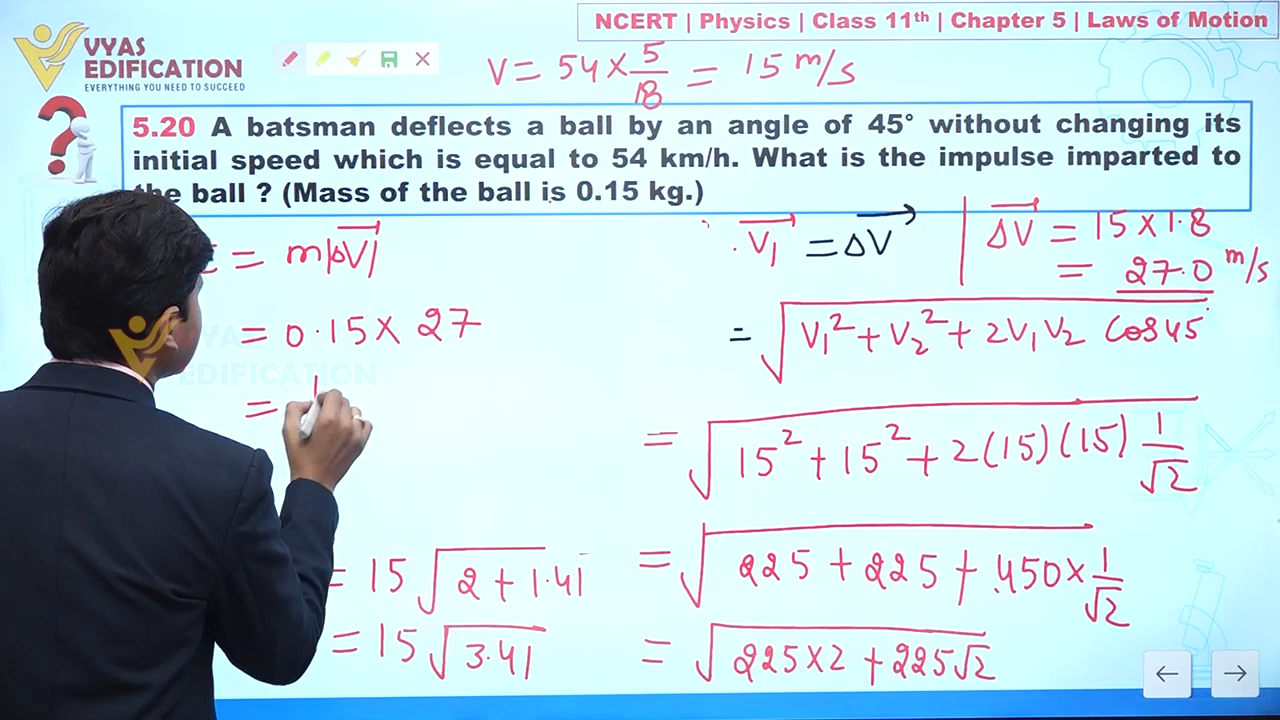 NCERT | Physics | Class 11th | Chapter 5 | Laws of Motion
VYAS
EDIFICATION
EVERYTHING YOU NEED TO SUCCEED
V = 54 × 5/18 = 15 m/s
5.20 A batsman deflects a ball by an angle of 45° without changing its
initial speed which is equal to 54 km/h. What is the impulse imparted to
the ball ? (Mass of the ball is 0.15 kg.)
= m|ΔV|
= 0.15 × 27
=
VYAS
EDIFICATION
= 15√(2 + 1.41
= 15√3.41
V₁ = ΔV
= √(V₁² + V₂² + 2V₁V₂ Cos 45°)
= √(15² + 15² + 2(15)(15) 1/√2)
= √(225 + 225 + 450 × 1/√2)
= √(225×2 + 225√2)
ΔV = 15 × 1.8
= 27.0 m/s